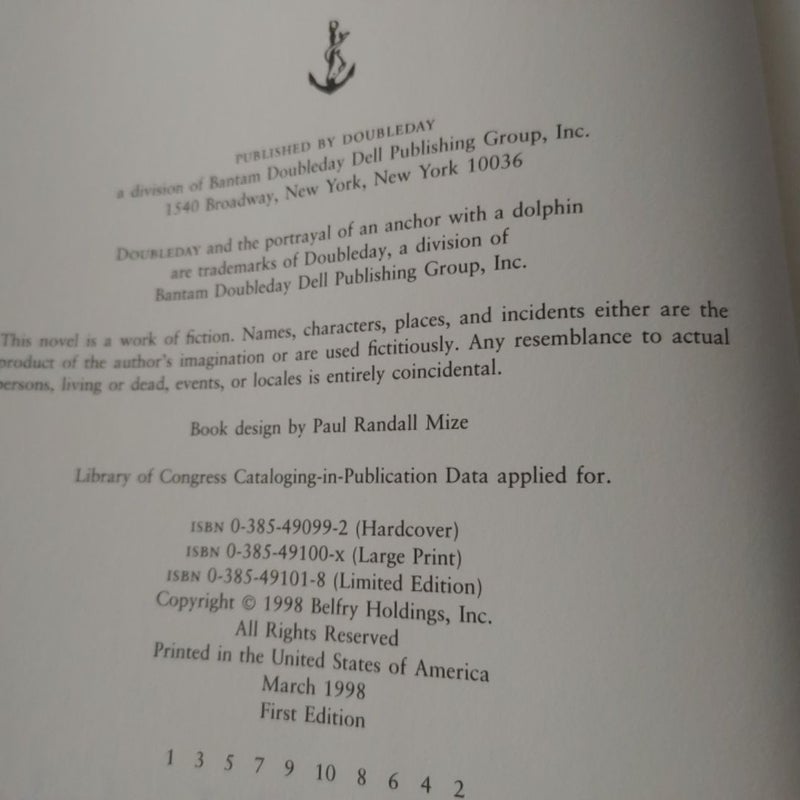 PUBLISHED BY DOUBLEDAY
a division of Bantam Doubleday Dell Publishing Group, Inc.
1540 Broadway, New York, New York 10036
DOUBLEDAY and the portrayal of an anchor with a dolphin
are trademarks of Doubleday, a division of
Bantam Doubleday Dell Publishing Group, Inc.
This novel is a work of fiction. Names, characters, places, and incidents either are the
product of the author's imagination or are used fictitiously. Any resemblance to actual
persons, living or dead, events, or locales is entirely coincidental.
Book design by Paul Randall Mize
Library of Congress Cataloging-in-Publication Data applied for.
ISBN 0-385-49099-2 (Hardcover)
ISBN 0-385-49100-x (Large Print)
ISBN 0-385-49101-8 (Limited Edition)
Copyright © 1998 Belfry Holdings, Inc.
All Rights Reserved
Printed in the United States of America
March 1998
First Edition
1 3 5 7 9 10 8 6 4 2